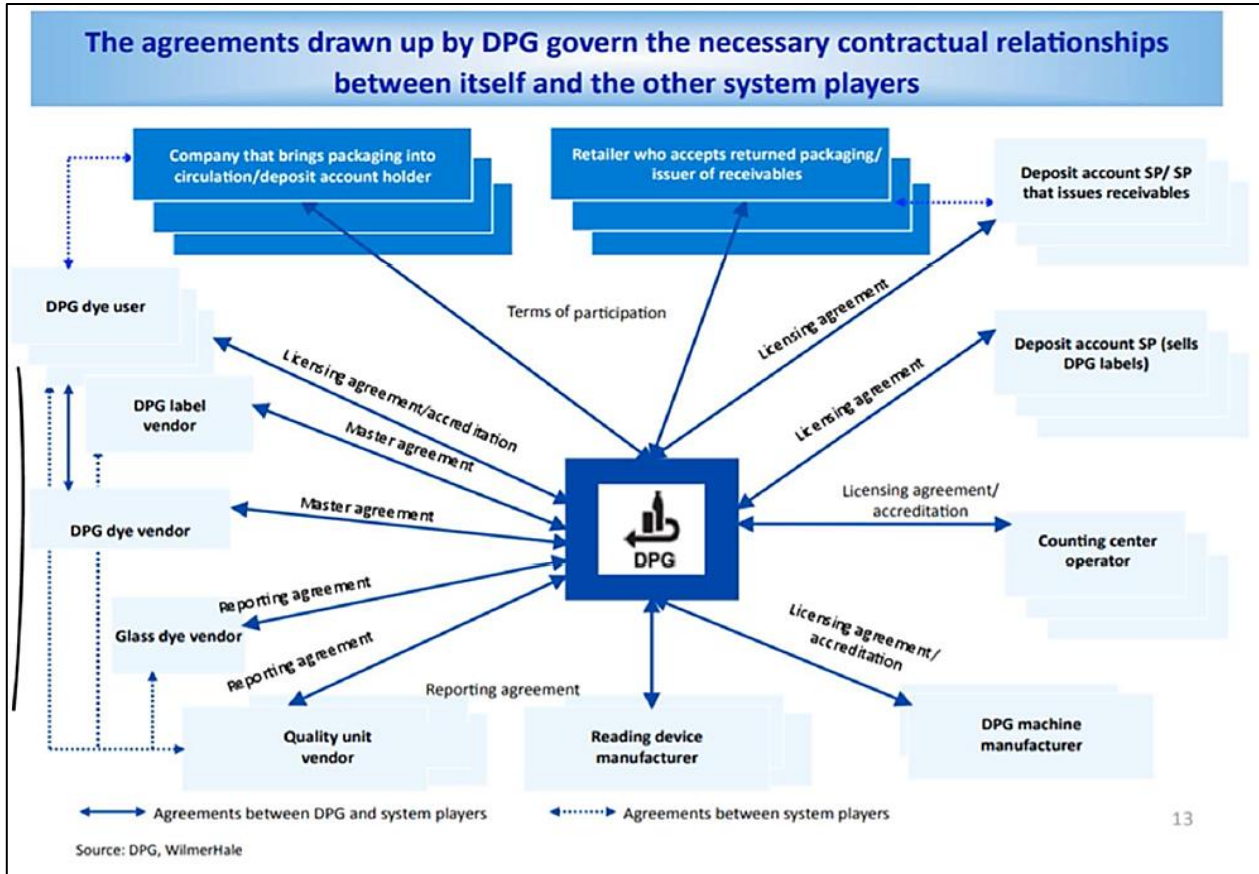 The agreements drawn up by DPG govern the necessary contractual relationships
between itself and the other system players
Company that brings packaging into
circulation/deposit account holder
Retailer who accepts returned packaging/
issuer of receivables
Deposit account SP/ SP
that issues receivables
DPG dye user
Terms of participation
Licensing agreement
Deposit account SP (sells
DPG labels)
Licensing agreement
Licensing agreement/accreditation
DPG label
vendor
Master agreement
Licensing agreement/
accreditation
Master agreement
DPG dye vendor
DPG
Counting center
operator
Reporting agreement
Glass dye vendor
Licensing agreement/
accreditation
Reporting agreement
Reporting agreement
Quality unit
vendor
Reading device
manufacturer
DPG machine
manufacturer
Agreements between DPG and system players
Agreements between system players
13
Source: DPG, WilmerHale